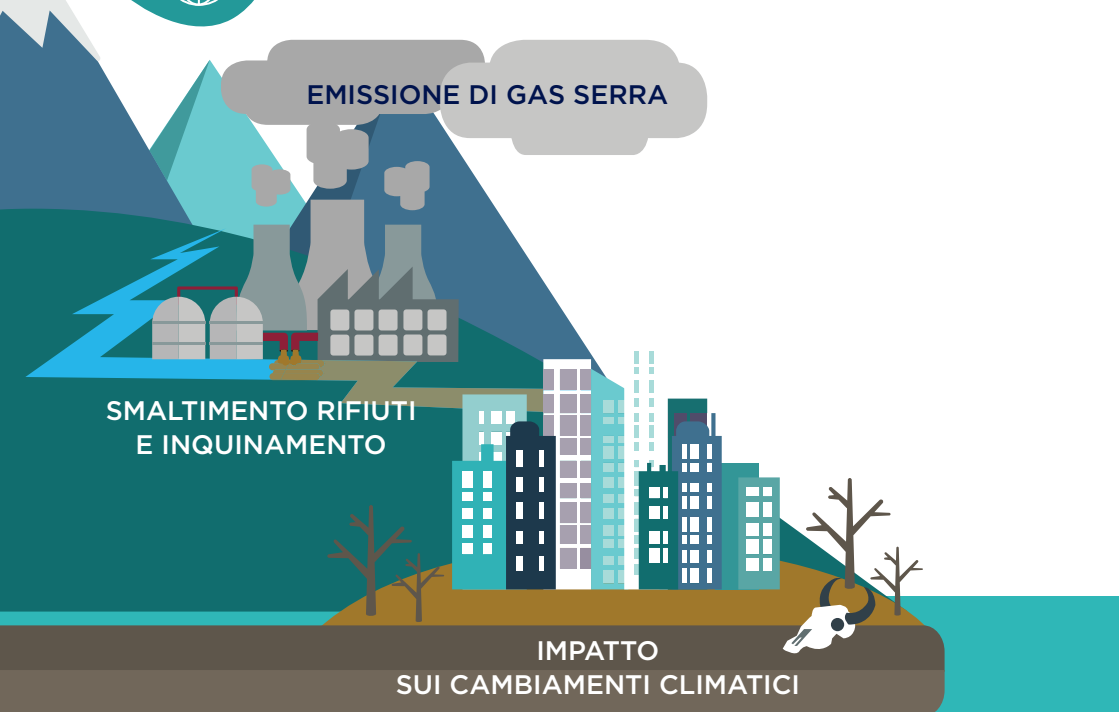 EMISSIONE DI GAS SERRA
SMALTIMENTO RIFIUTI
E INQUINAMENTO
IMPATTO
SUI CAMBIAMENTI CLIMATICI